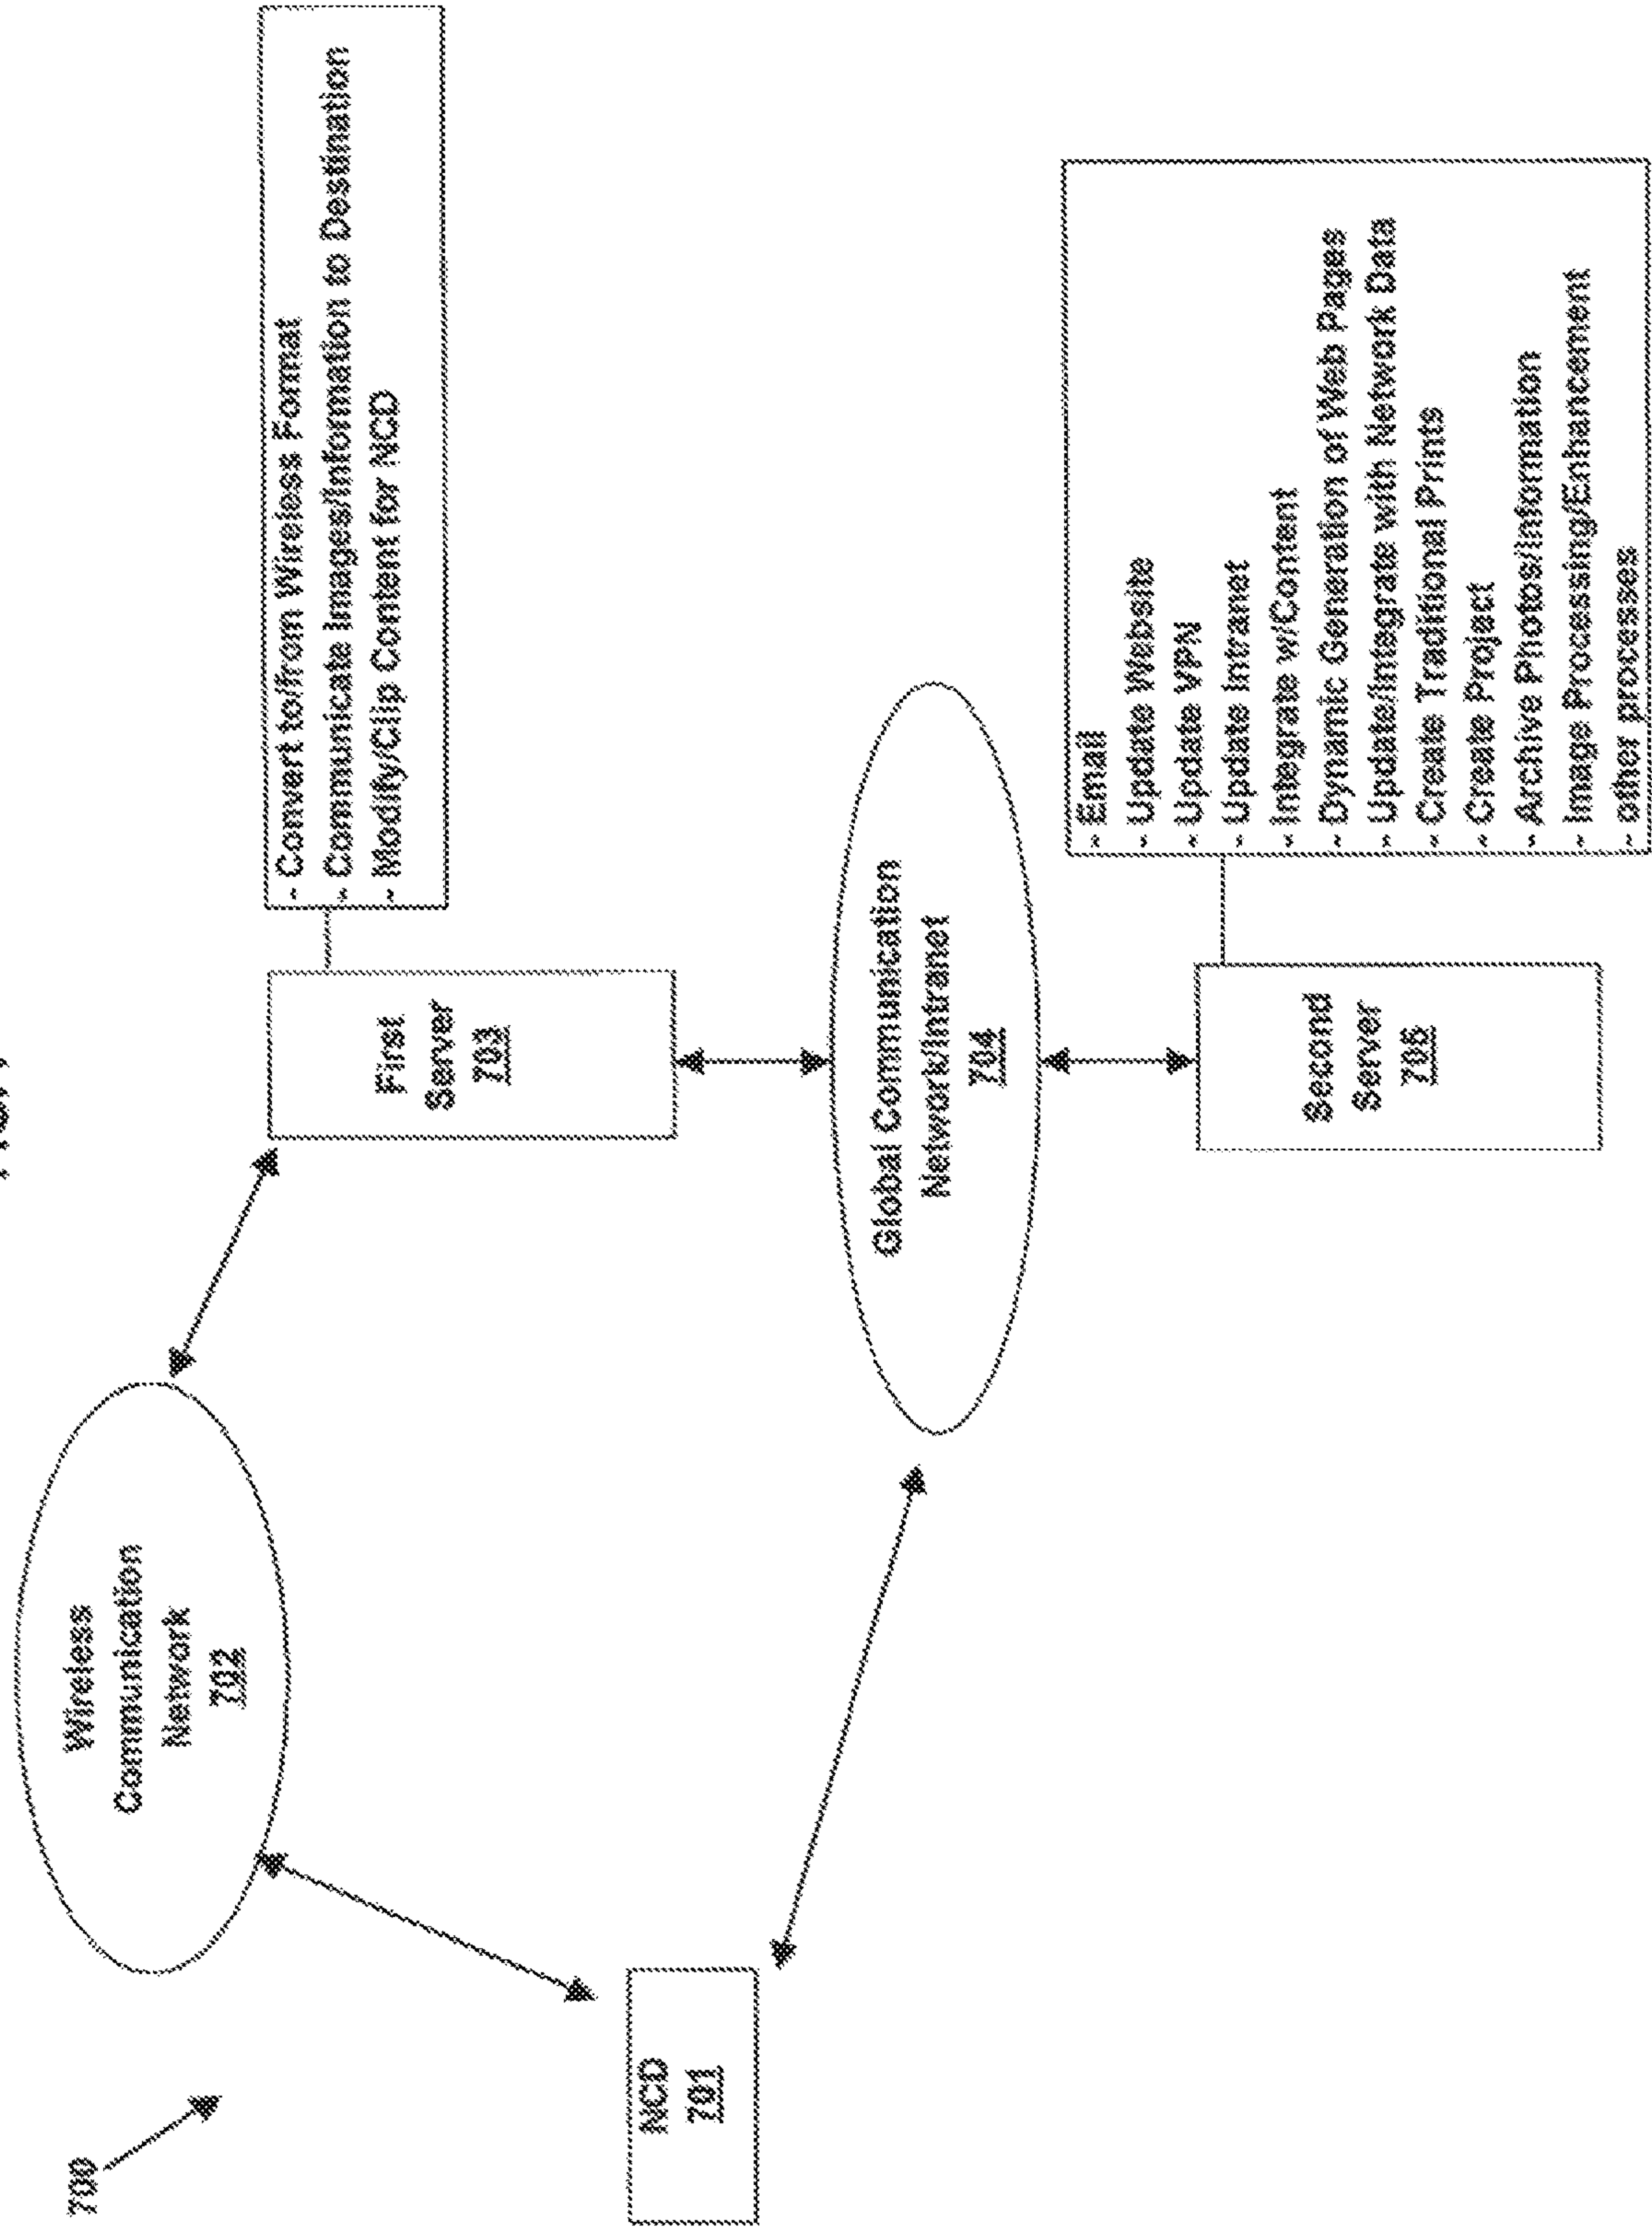 700
Wireless
Communication
Network
702
NCD
701
First
Server
703
- Convert to/from Wireless Format
- Communicate Images/Information to Destination
- Modify/Clip Content for NCD
Global Communication
Network/Intranet
704
Second
Server
705
- Email
- Update Website
- Update VPN
- Update Intranet
- Integrate w/Content
- Dynamic Generation of Web Pages
- Update/Integrate with Network Data
- Create Traditional Prints
- Create Project
- Archive Photos/Information
- Image Processing/Enhancement
- other processes